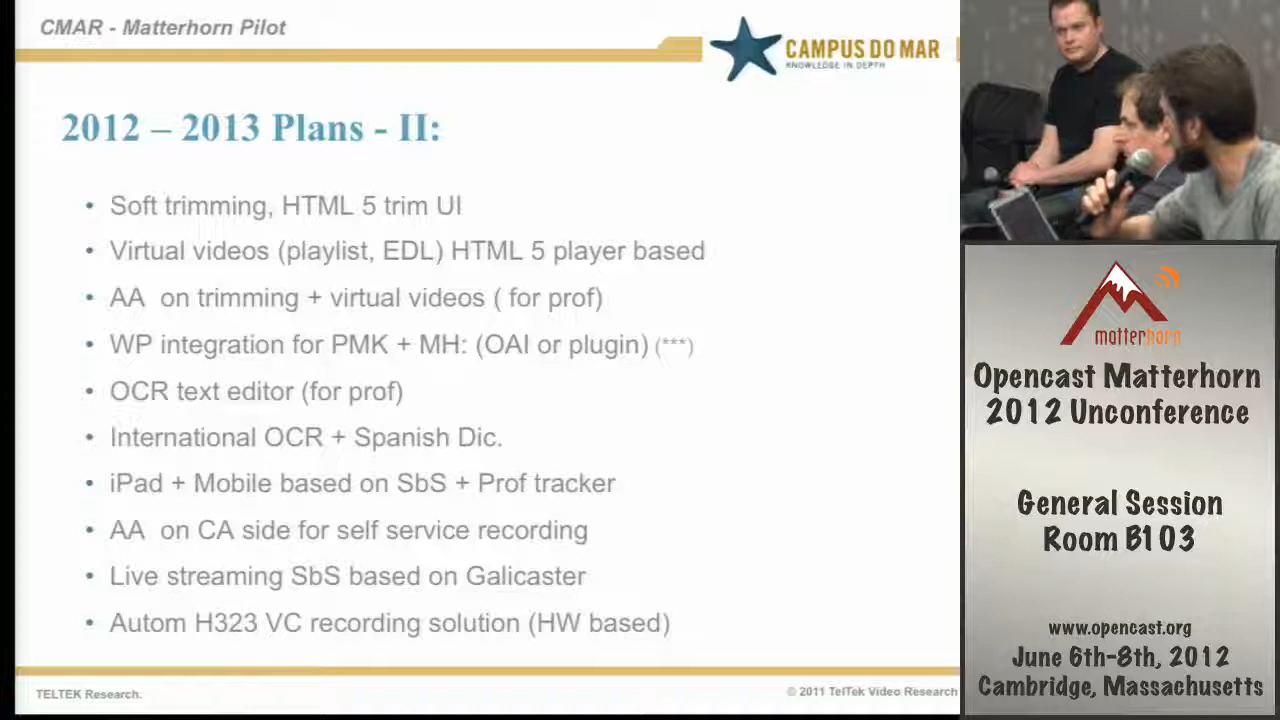 CMAR - Matterhorn Pilot
CAMPUS DO MAR
KNOWLEDGE IN DEPTH
2012 – 2013 Plans - II:
• Soft trimming, HTML 5 trim UI
• Virtual videos (playlist, EDL) HTML 5 player based
• AA on trimming + virtual videos ( for prof)
• WP integration for PMK + MH: (OAI or plugin) (***)
• OCR text editor (for prof)
• International OCR + Spanish Dic.
• iPad + Mobile based on SbS + Prof tracker
• AA on CA side for self service recording
• Live streaming SbS based on Galicaster
• Autom H323 VC recording solution (HW based)
TELTEK Research.
© 2011 TelTek Video Research
matterhorn
Opencast Matterhorn
2012 Unconference
General Session
Room B103
www.opencast.org
June 6th-8th, 2012
Cambridge, Massachusetts